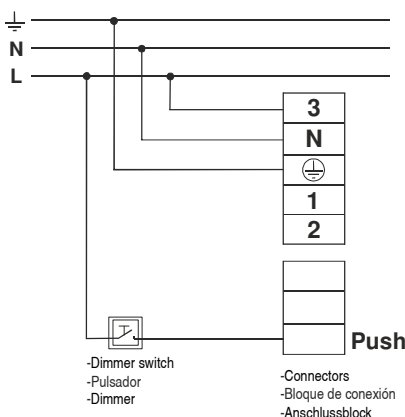 N
L
3
N
1
2
Push
-Dimmer switch
-Pulsador
-Dimmer
-Connectors
-Bloque de conexión
-Anschlussblock